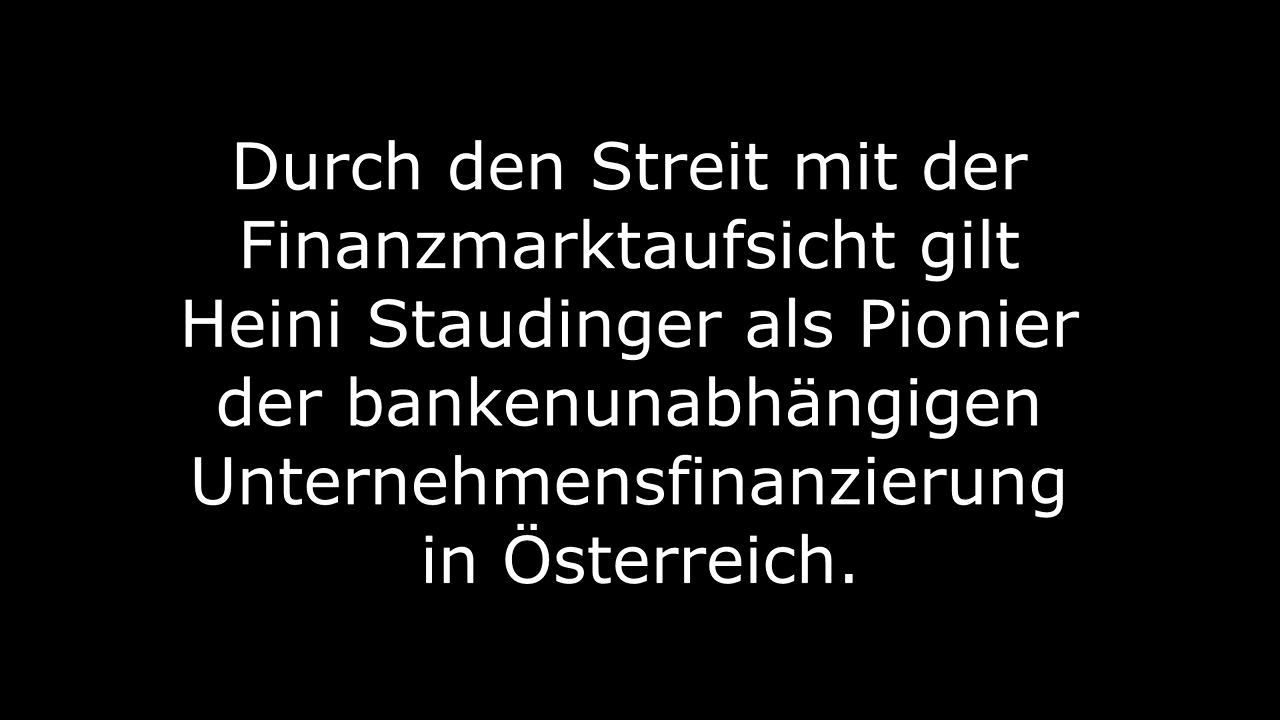 Durch den Streit mit der
Finanzmarktaufsicht gilt
Heini Staudinger als Pionier
der bankenunabhängigen
Unternehmensfinanzierung
in Österreich.